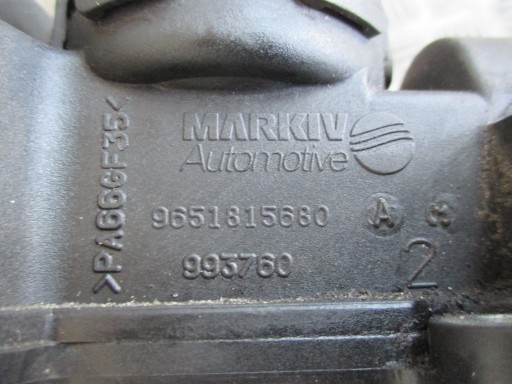 MARKIV
Automotive
9651815680 A
993760 2
>PA66GF35<